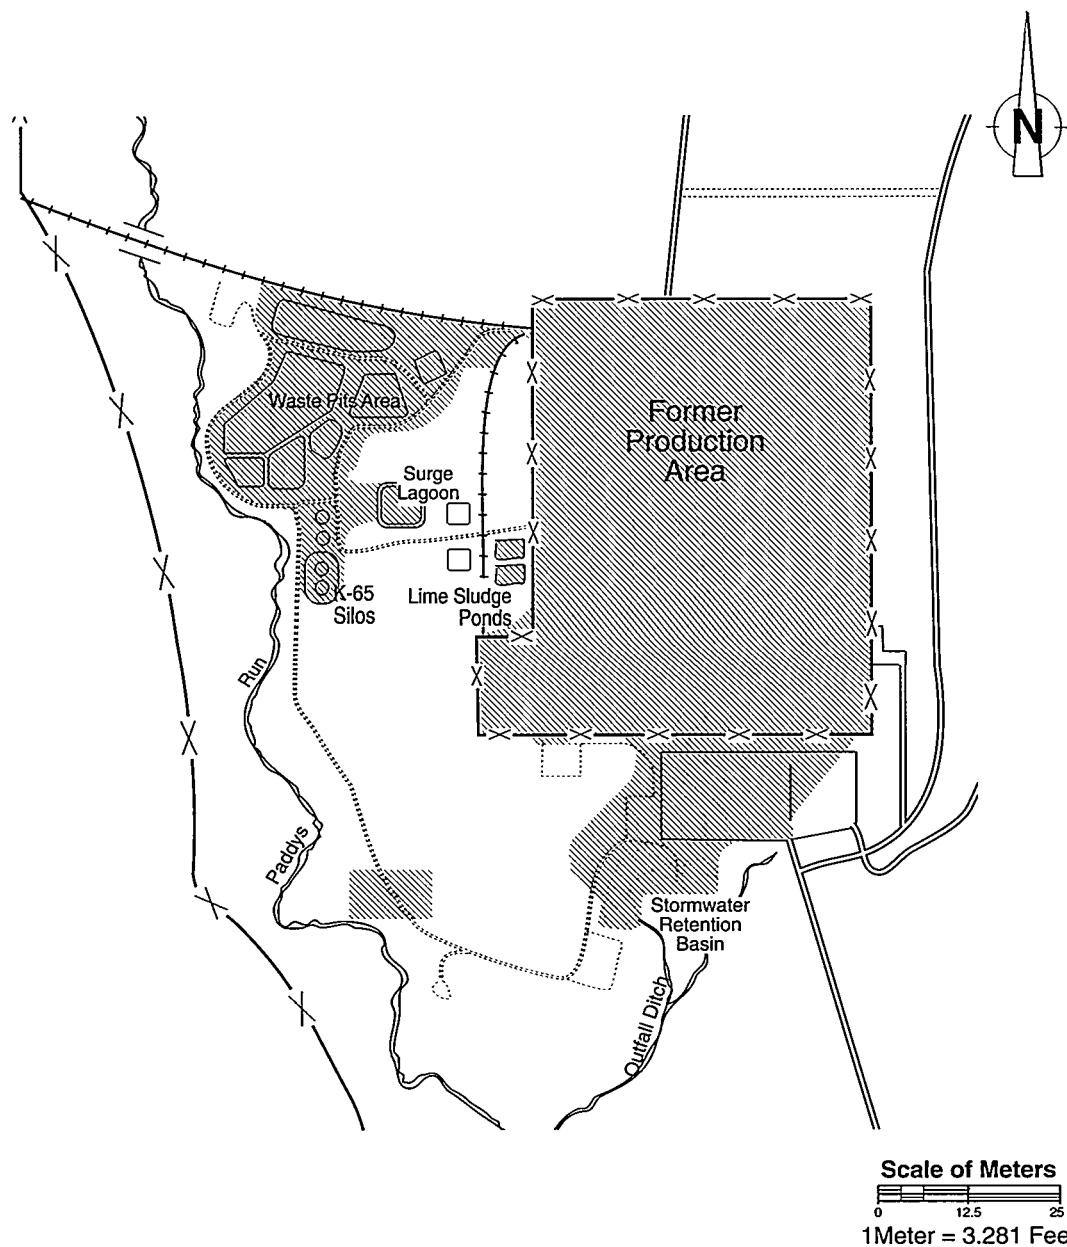 N
Former
Production
Area
Waste Pits Area
Surge
Lagoon
K-65
Silos
Lime Sludge
Ponds
Run
Paddys
Stormwater
Retention
Basin
Outfall Ditch
Scale of Meters
0 12.5 25
1Meter = 3.281 Fee